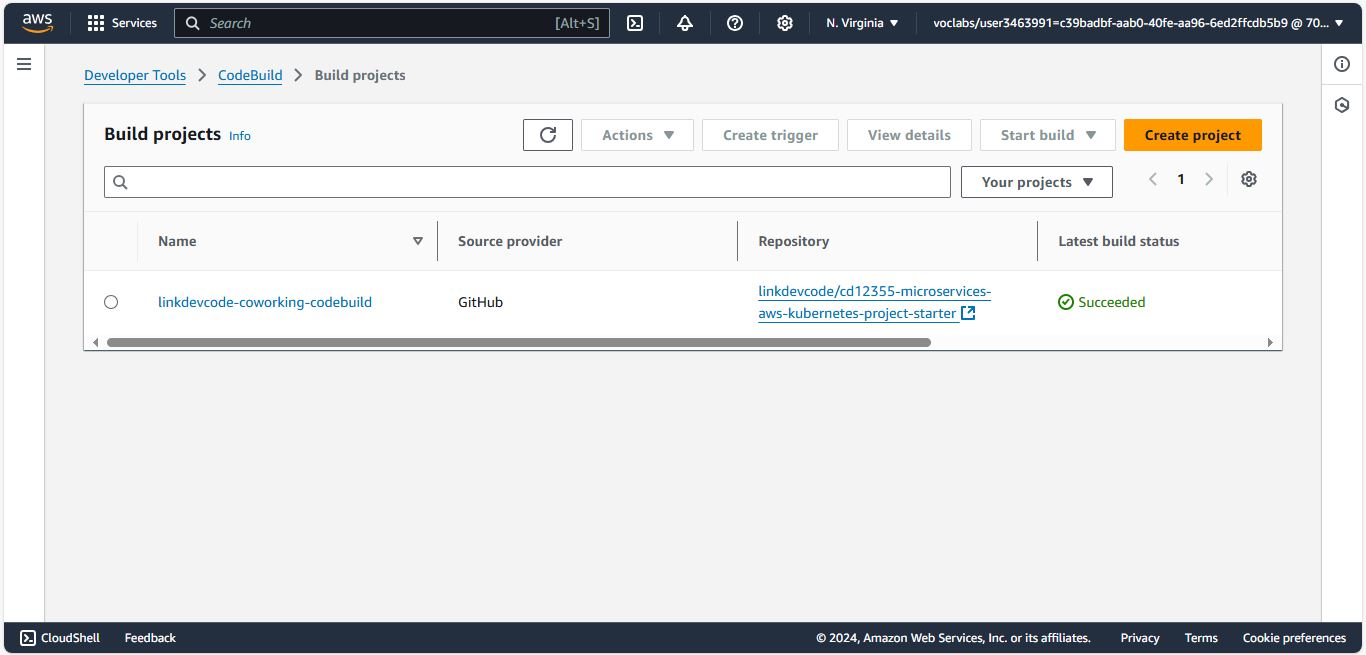 aws
Services
Search [Alt+S]
N. Virginia
voclabs/user3463991=c39badbf-aab0-40fe-aa96-6ed2ffcdb5b9 @ 70...
Developer Tools
CodeBuild
Build projects
Build projects Info
Actions
Create trigger
View details
Start build
Create project
Your projects
1
Name
Source provider
Repository
Latest build status
linkdevcode-coworking-codebuild
GitHub
linkdevcode/cd12355-microservices-
aws-kubernetes-project-starter
Succeeded
CloudShell
Feedback
© 2024, Amazon Web Services, Inc. or its affiliates.
Privacy
Terms
Cookie preferences